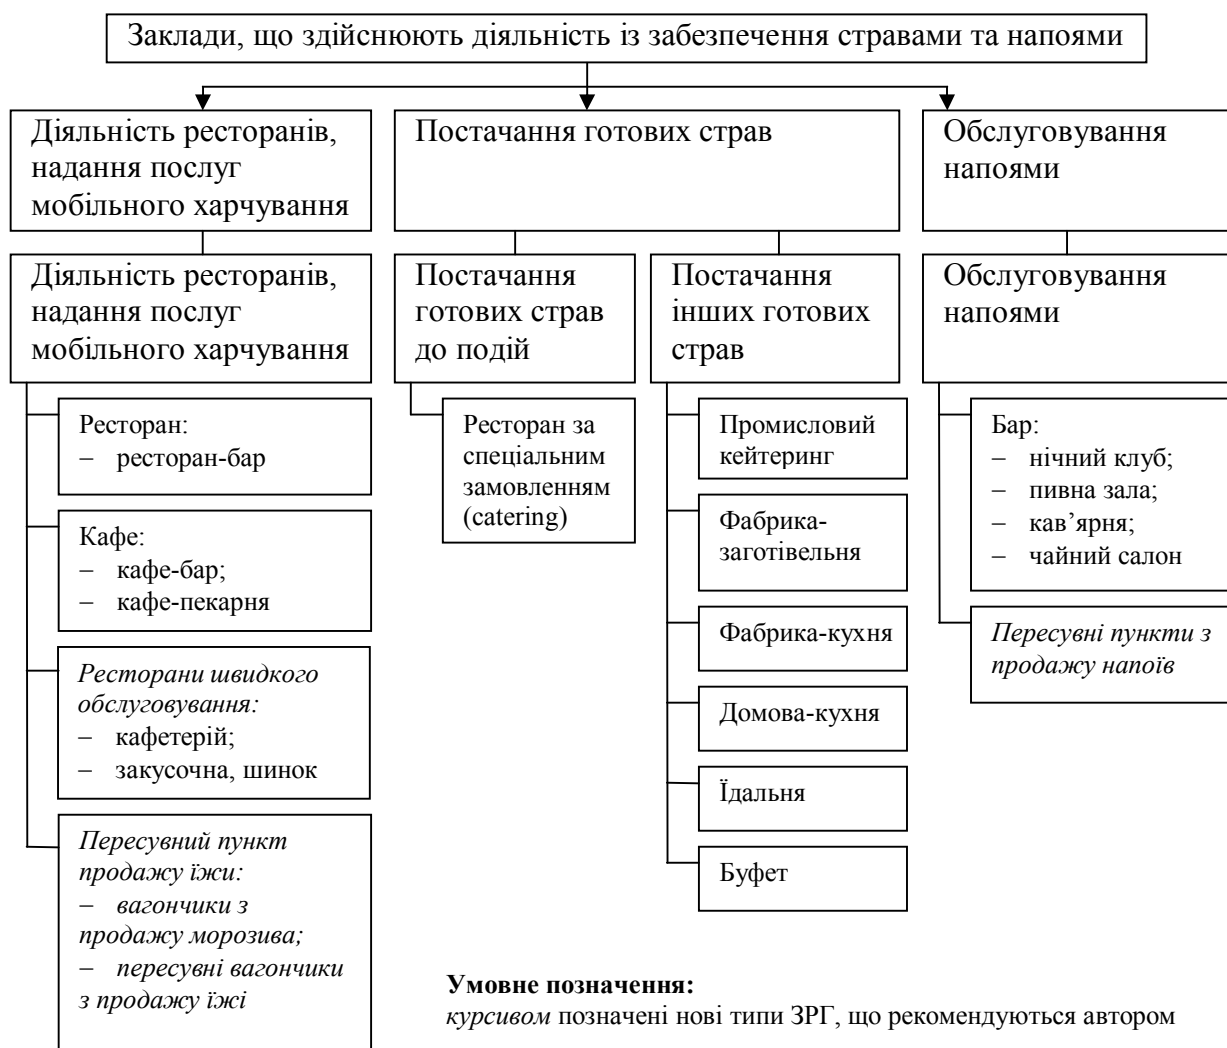 Заклади, що здійснюють діяльність із забезпечення стравами та напоями
Діяльність ресторанів,
надання послуг
мобільного харчування
Постачання готових страв
Обслуговування
напоями
Діяльність ресторанів,
надання послуг
мобільного харчування
Постачання
готових страв
до подій
Постачання
інших готових
страв
Обслуговування
напоями
Ресторан:
– ресторан-бар
Кафе:
– кафе-бар;
– кафе-пекарня
Ресторани швидкого
обслуговування:
– кафетерій;
– закусочна, шинок
Пересувний пункт
продажу їжи:
– вагончики з
продажу морозива;
– пересувні вагончики
з продажу їжі
Ресторан за
спеціальним
замовленням
(catering)
Промисловий
кейтеринг
Фабрика-
заготівельня
Фабрика-кухня
Домова-кухня
Їдальня
Буфет
Бар:
– нічний клуб;
– пивна зала;
– кав’ярня;
– чайний салон
Пересувні пункти з
продажу напоїв
Умовне позначення:
курсивом позначені нові типи ЗРГ, що рекомендуються автором